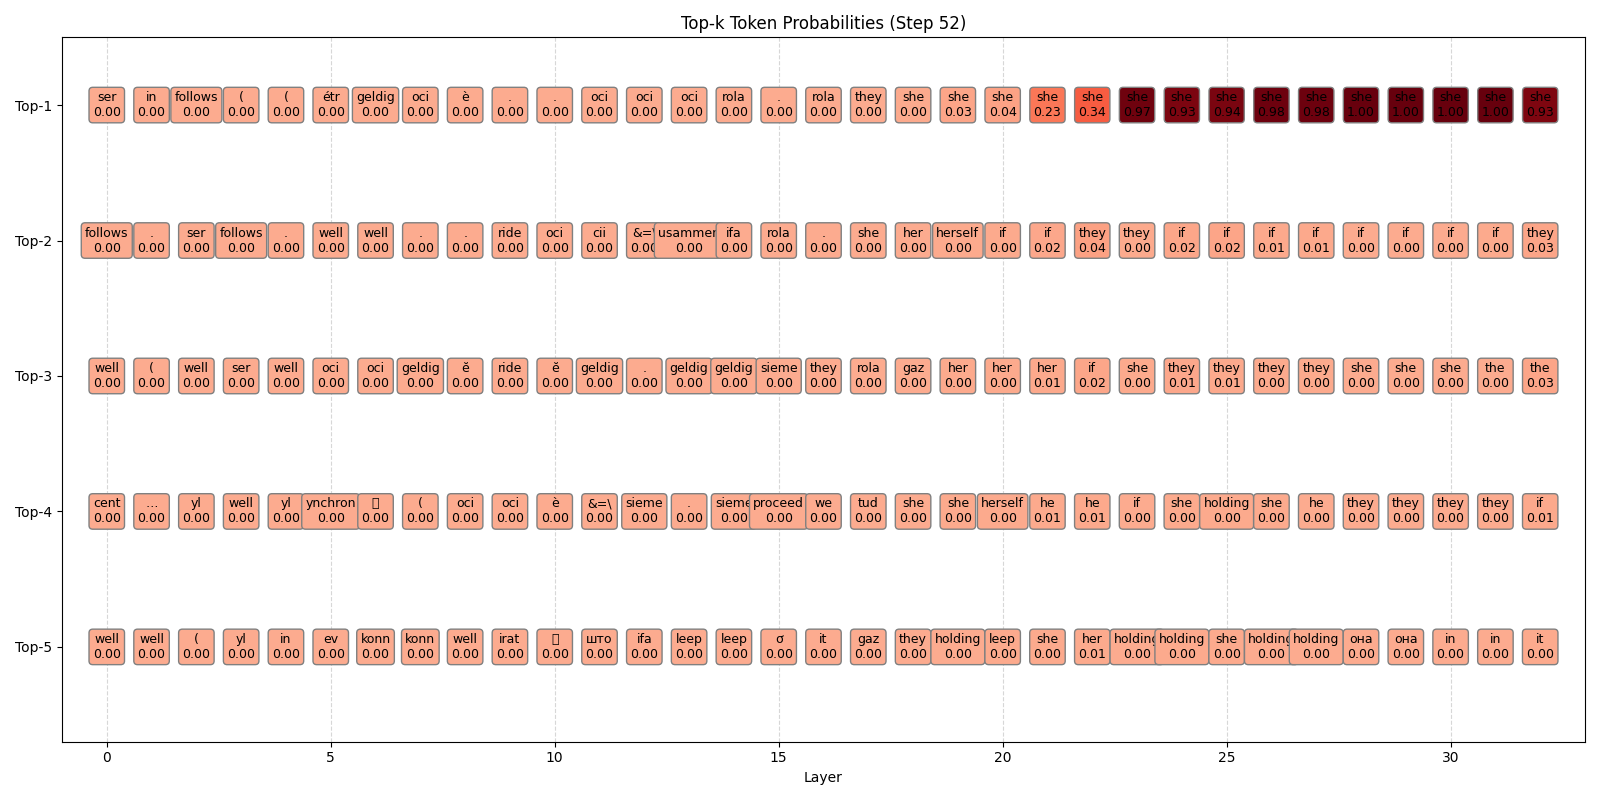 Top-k Token Probabilities (Step 52)
Top-1
ser in follows ( ( étr geldig oci è . . oci oci oci rola . rola they she she she she she she she she she she she she she she she
0.00 0.00 0.00 0.00 0.00 0.00 0.00 0.00 0.00 0.00 0.00 0.00 0.00 0.00 0.00 0.00 0.00 0.00 0.00 0.03 0.04 0.23 0.34 0.97 0.93 0.94 0.98 0.98 1.00 1.00 1.00 1.00 0.93
Top-2
follows . ser follows . well well . . ride oci cii &=\ usammen ifa rola . she her herself if if they they if if if if if if if if they
0.00 0.00 0.00 0.00 0.00 0.00 0.00 0.00 0.00 0.00 0.00 0.00 0.00 0.00 0.00 0.00 0.00 0.00 0.00 0.00 0.00 0.02 0.04 0.00 0.02 0.02 0.01 0.01 0.00 0.00 0.00 0.00 0.03
Top-3
well ( well ser well oci oci geldig ĕ ride ĕ geldig . geldig geldig sieme they rola gaz her her her if she they they they they she she she the the
0.00 0.00 0.00 0.00 0.00 0.00 0.00 0.00 0.00 0.00 0.00 0.00 0.00 0.00 0.00 0.00 0.00 0.00 0.00 0.00 0.00 0.01 0.02 0.00 0.01 0.01 0.00 0.00 0.00 0.00 0.00 0.00 0.03
Top-4
cent ... yl well yl ynchron ( oci oci è &=\ sieme . sieme proceed we tud she she herself he he if she holding she he they they they they if
0.00 0.00 0.00 0.00 0.00 0.00 0.00 0.00 0.00 0.00 0.00 0.00 0.00 0.00 0.00 0.00 0.00 0.00 0.00 0.00 0.00 0.01 0.01 0.00 0.00 0.00 0.00 0.00 0.00 0.00 0.00 0.00 0.01
Top-5
well well ( yl in ev konn konn well irat што ifa leep leep σ it gaz they holding leep she her holding holding she holding holding она она in in it
0.00 0.00 0.00 0.00 0.00 0.00 0.00 0.00 0.00 0.00 0.00 0.00 0.00 0.00 0.00 0.00 0.00 0.00 0.00 0.00 0.00 0.00 0.01 0.00 0.00 0.00 0.00 0.00 0.00 0.00 0.00 0.00 0.00
0 5 10 15 20 25 30
Layer